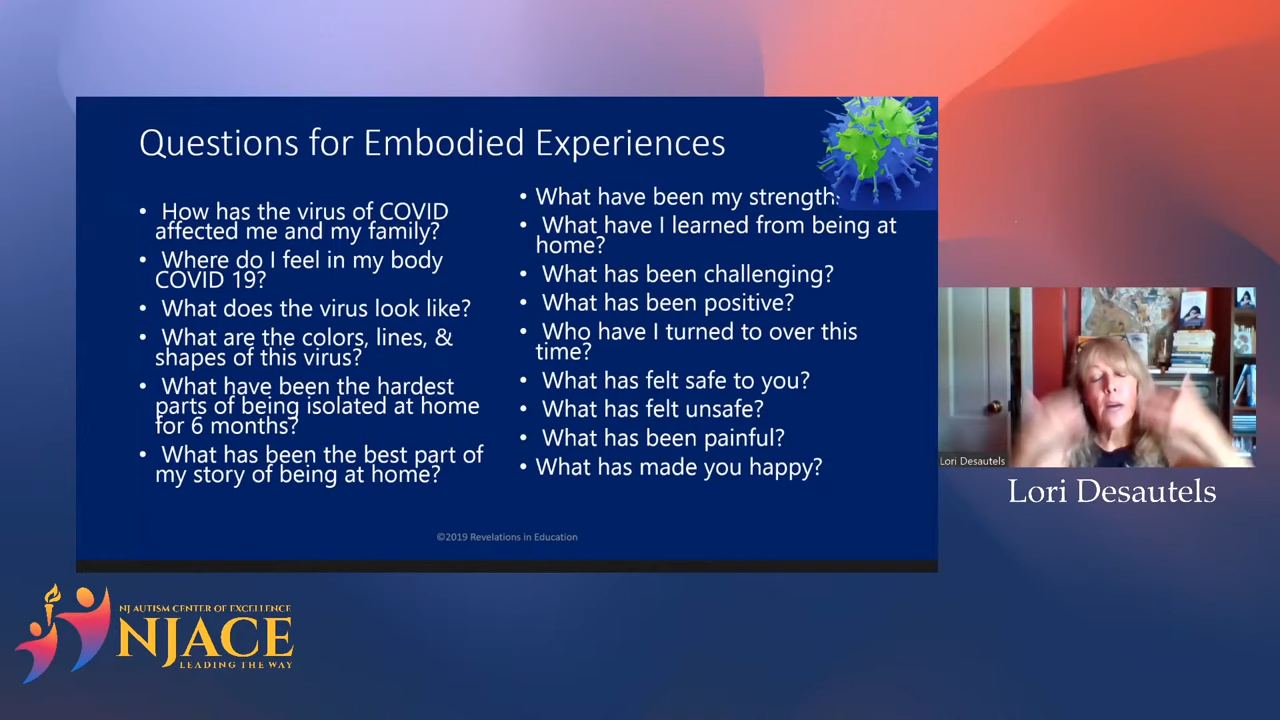 Questions for Embodied Experiences
• How has the virus of COVID
affected me and my family?
• Where do I feel in my body
COVID 19?
• What does the virus look like?
• What are the colors, lines, &
shapes of this virus?
• What have been the hardest
parts of being isolated at home
for 6 months?
• What has been the best part of
my story of being at home?
• What have been my strength
• What have I learned from being at
home?
• What has been challenging?
• What has been positive?
• Who have I turned to over this
time?
• What has felt safe to you?
• What has felt unsafe?
• What has been painful?
• What has made you happy?
©2019 Revelations in Education
Lori Desautels
Lori Desautels
NJ AUTISM CENTER OF EXCELLENCE
NJACE
LEADING THE WAY